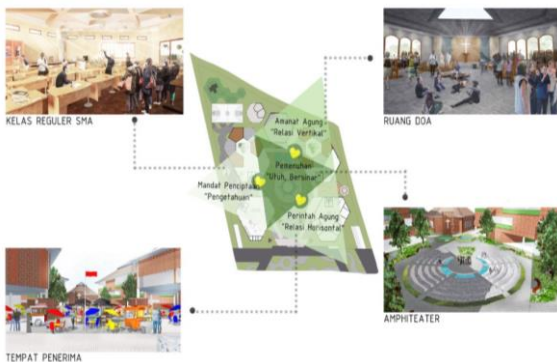 KELAS REGULER SMA
RUANG DOA
Amanat Agung
"Relasi Vertikal"
Pemenuhan
"Utuh, Bersinar"
Mandat Penciptaan
"Pengetahuan"
Perintah Agung
"Relasi Horisontal"
TEMPAT PENERIMA
AMPHITEATER